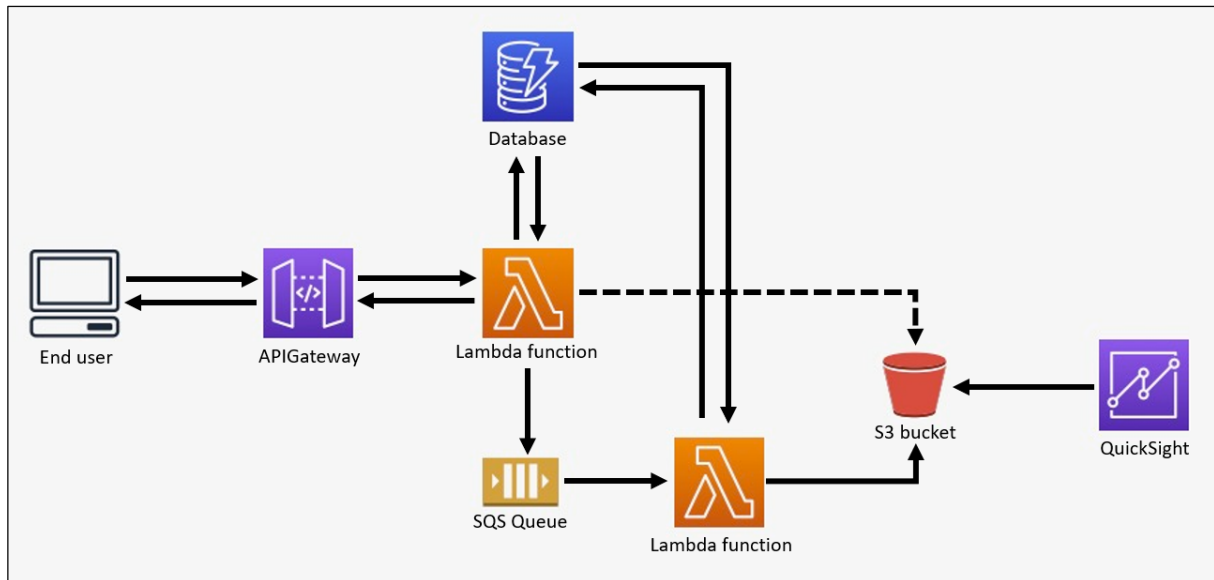 Database
End user
APIGateway
</>
Lambda function
S3 bucket
QuickSight
SQS Queue
Lambda function